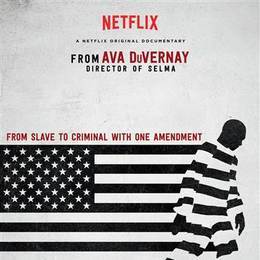 NETFLIX
A NETFLIX ORIGINAL DOCUMENTARY
FROM AVA DuVERNAY
DIRECTOR OF SELMA
FROM SLAVE TO CRIMINAL WITH ONE AMENDMENT